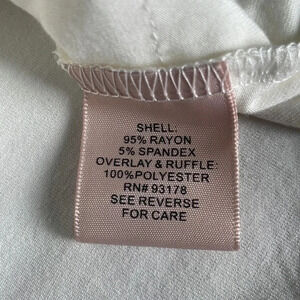 SHELL:
95% RAYON
5% SPANDEX
OVERLAY & RUFFLE:
100%POLYESTER
RN# 93178
SEE REVERSE
FOR CARE